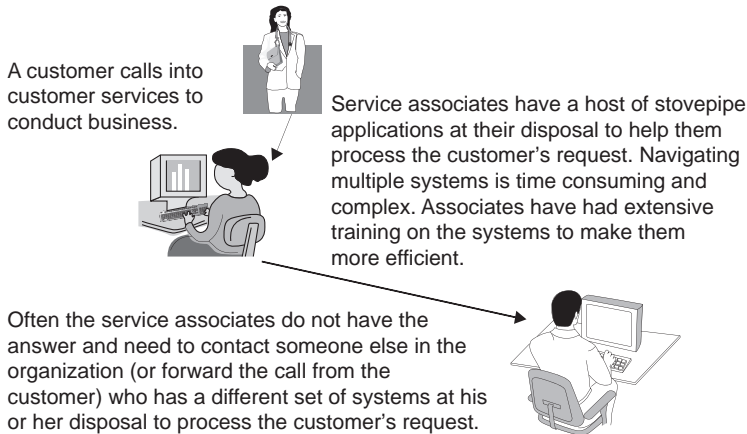 A customer calls into
customer services to
conduct business.
Service associates have a host of stovepipe
applications at their disposal to help them
process the customer's request. Navigating
multiple systems is time consuming and
complex. Associates have had extensive
training on the systems to make them
more efficient.
Often the service associates do not have the
answer and need to contact someone else in the
organization (or forward the call from the
customer) who has a different set of systems at his
or her disposal to process the customer's request.